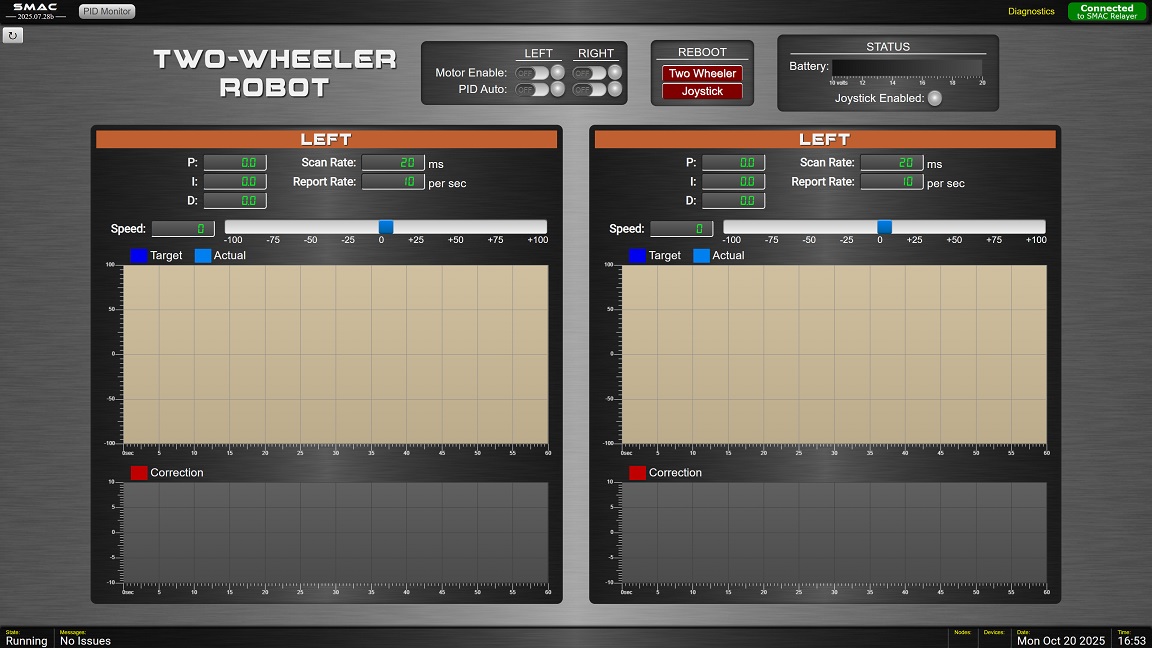 SMAC
2025.07.28b
PID Monitor
Diagnostics
Connected
to SMAC Relayer
↻
TWO-WHEELER
ROBOT
LEFT RIGHT
Motor Enable: OFF OFF
PID Auto: OFF OFF
REBOOT
Two Wheeler
Joystick
STATUS
Battery:
10 volts 12 14 16 18 20
Joystick Enabled:
LEFT
P: 0.0 Scan Rate: 20 ms
I: 0.0 Report Rate: 10 per sec
D: 0.0
Speed: 0
-100 -75 -50 -25 0 +25 +50 +75 +100
Target Actual
100
50
0
-50
-100
0sec 5 10 15 20 25 30 35 40 45 50 55 60
Correction
10
5
0
-5
-10
0sec 5 10 15 20 25 30 35 40 45 50 55 60
LEFT
P: 0.0 Scan Rate: 20 ms
I: 0.0 Report Rate: 10 per sec
D: 0.0
Speed: 0
-100 -75 -50 -25 0 +25 +50 +75 +100
Target Actual
100
50
0
-50
-100
0sec 5 10 15 20 25 30 35 40 45 50 55 60
Correction
10
5
0
-5
-10
0sec 5 10 15 20 25 30 35 40 45 50 55 60
State:
Running
Messages:
No Issues
Nodes:
Devices:
Date:
Mon Oct 20 2025
Time:
16:53